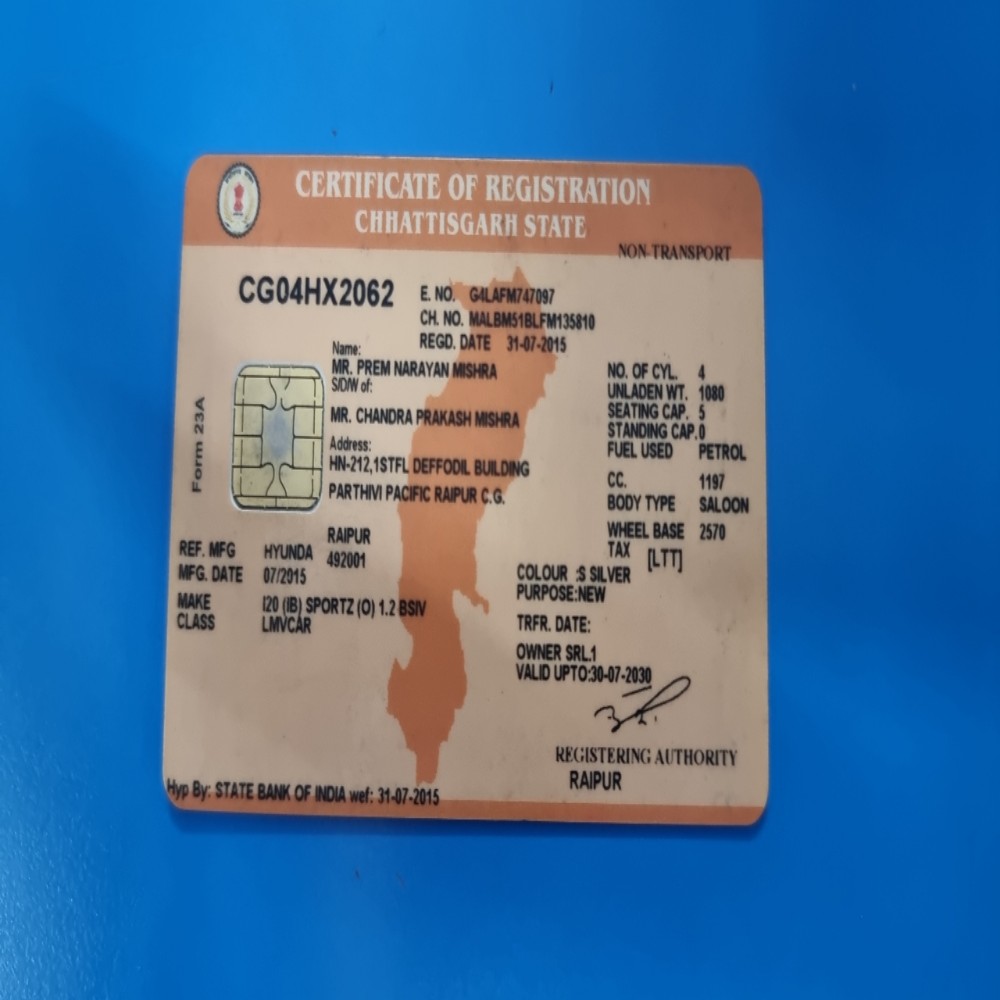 CERTIFICATE OF REGISTRATION
CHHATTISGARH STATE
NON-TRANSPORT
CG04HX2062
E. NO. G4LAFM747097
CH. NO. MALBM51BLFM135810
REGD. DATE 31-07-2015
Name:
MR. PREM NARAYAN MISHRA
S/D/W of:
MR. CHANDRA PRAKASH MISHRA
Address:
HN-212,1STFL DEFFODIL BUILDING
PARTHIVI PACIFIC RAIPUR C.G.
RAIPUR
492001
Form 23A
NO. OF CYL. 4
UNLADEN WT. 1080
SEATING CAP. 5
STANDING CAP.0
FUEL USED PETROL
CC. 1197
BODY TYPE SALOON
WHEEL BASE 2570
TAX [LTT]
REF. MFG HYUNDA
MFG. DATE 07/2015
MAKE I20 (IB) SPORTZ (O) 1.2 BSIV
CLASS LMVCAR
COLOUR :S SILVER
PURPOSE:NEW
TRFR. DATE:
OWNER SRL.1
VALID UPTO:30-07-2030
REGISTERING AUTHORITY
RAIPUR
Hyp By: STATE BANK OF INDIA wef: 31-07-2015